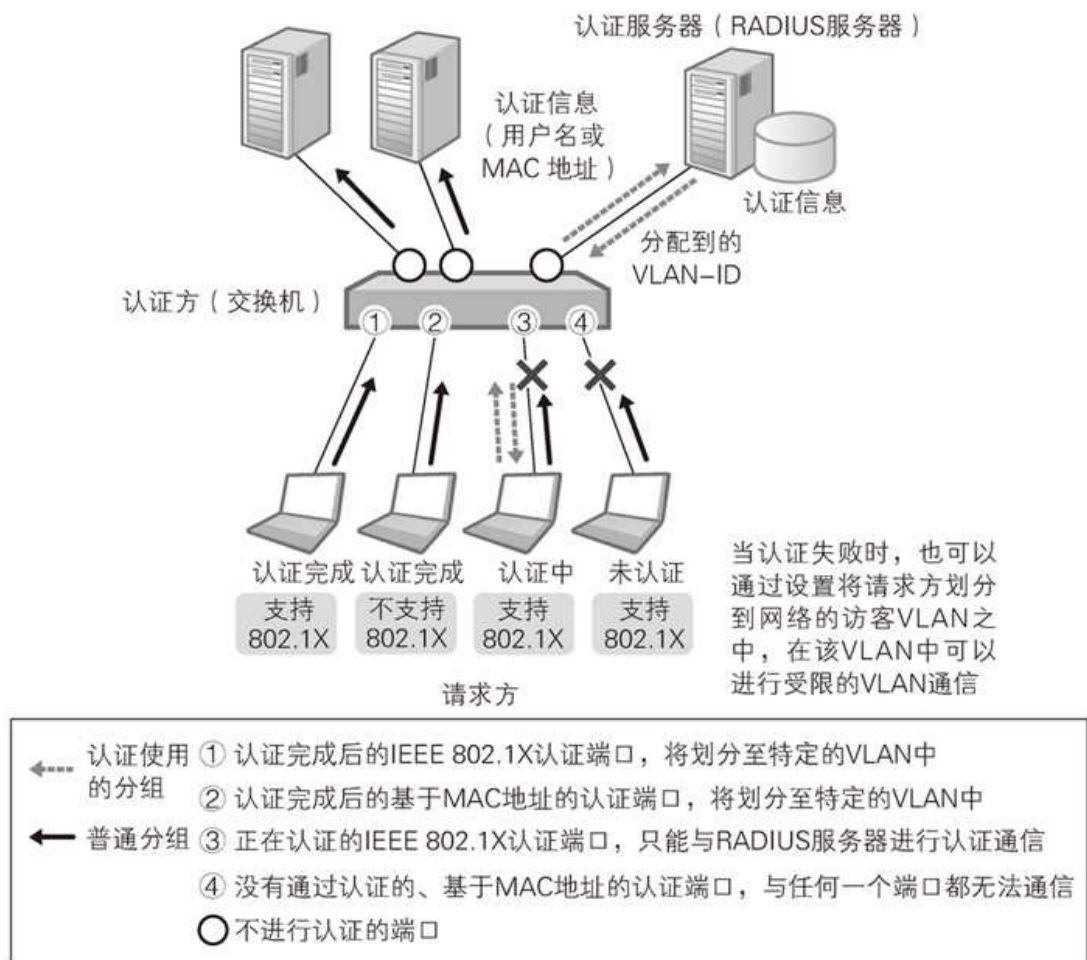 认证服务器（RADIUS服务器）
认证信息
（用户名或
MAC 地址）
认证信息
分配到的
VLAN-ID
认证方（交换机）
① ② ③ ④
认证完成 认证完成 认证中 未认证
支持
802.1X
不支持
802.1X
支持
802.1X
支持
802.1X
请求方
当认证失败时，也可以
通过设置将请求方划分
到网络的访客VLAN之
中，在该VLAN中可以
进行受限的VLAN通信
认证使用
的分组
普通分组
① 认证完成后的IEEE 802.1X认证端口，将划分至特定的VLAN中
② 认证完成后的基于MAC地址的认证端口，将划分至特定的VLAN中
③ 正在认证的IEEE 802.1X认证端口，只能与RADIUS服务器进行认证通信
④ 没有通过认证的、基于MAC地址的认证端口，与任何一个端口都无法通信
不进行认证的端口